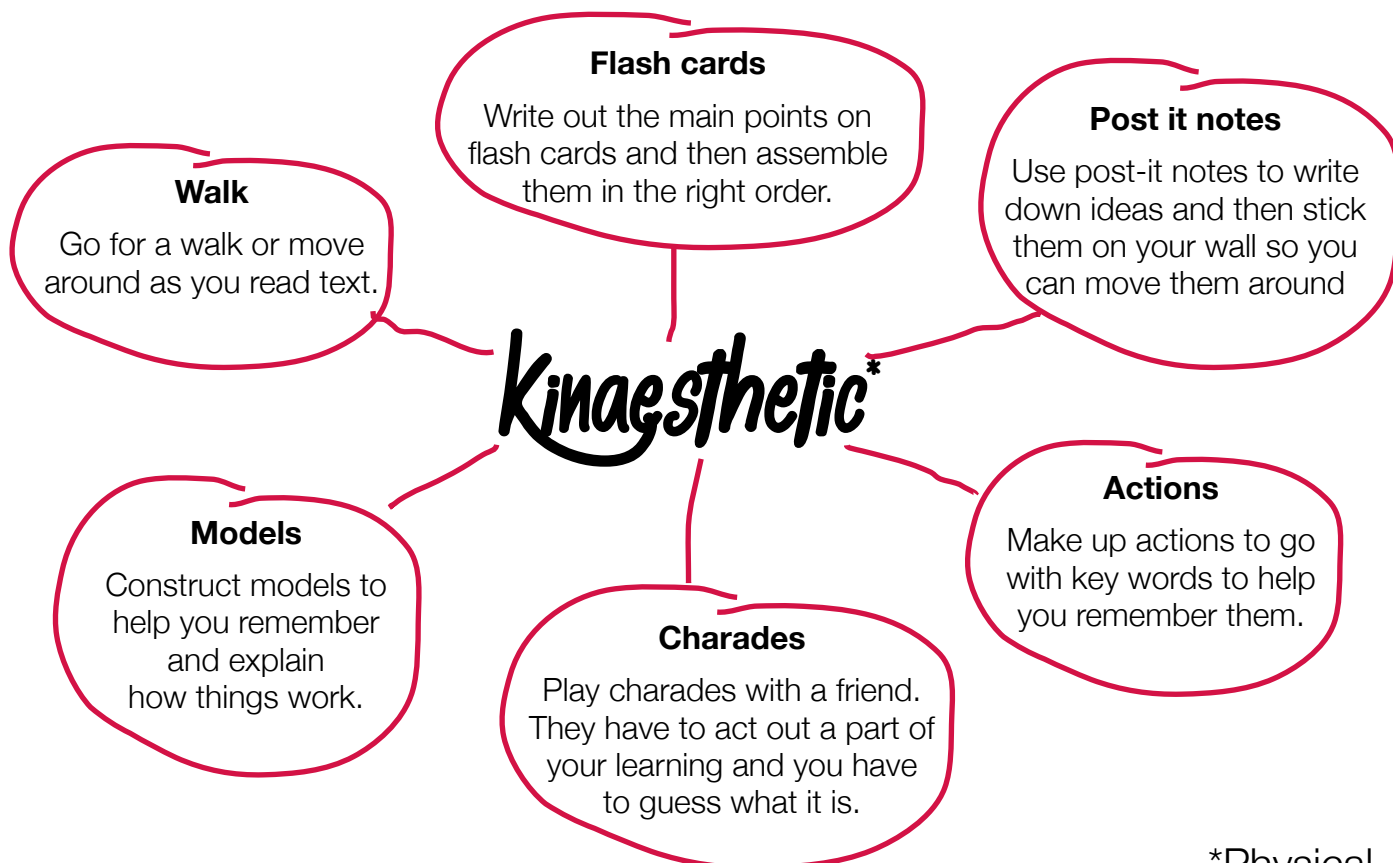 Flash cards
Write out the main points on
flash cards and then assemble
them in the right order.
Post it notes
Use post-it notes to write
down ideas and then stick
them on your wall so you
can move them around
Walk
Go for a walk or move
around as you read text.
Kinaesthetic*
Models
Construct models to
help you remember
and explain
how things work.
Charades
Play charades with a friend.
They have to act out a part of
your learning and you have
to guess what it is.
Actions
Make up actions to go
with key words to help
you remember them.
*Physical